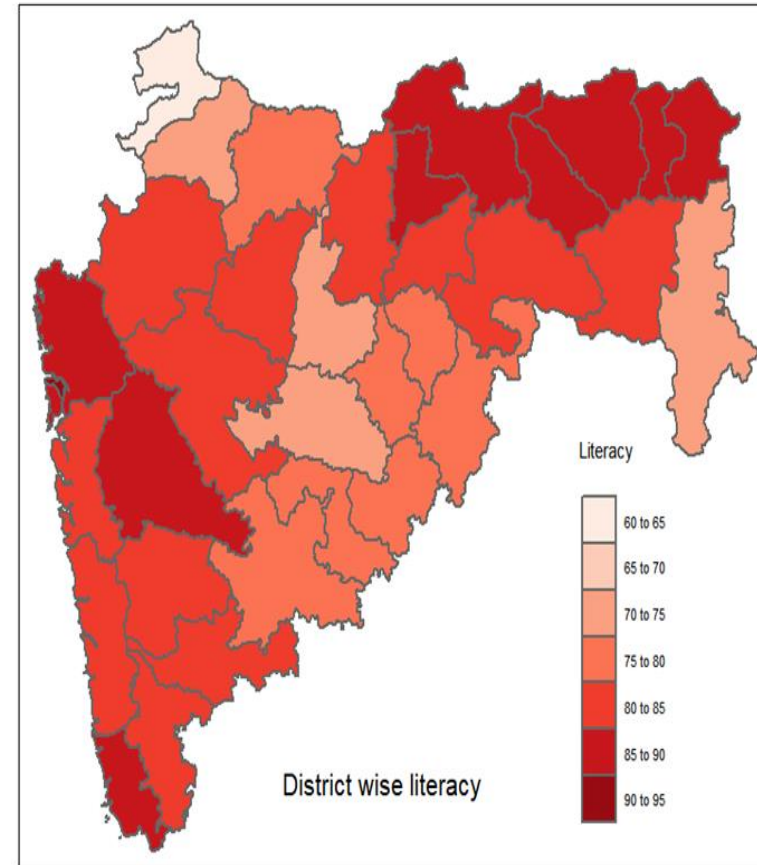 Literacy
60 to 65
65 to 70
70 to 75
75 to 80
80 to 85
85 to 90
90 to 95
District wise literacy